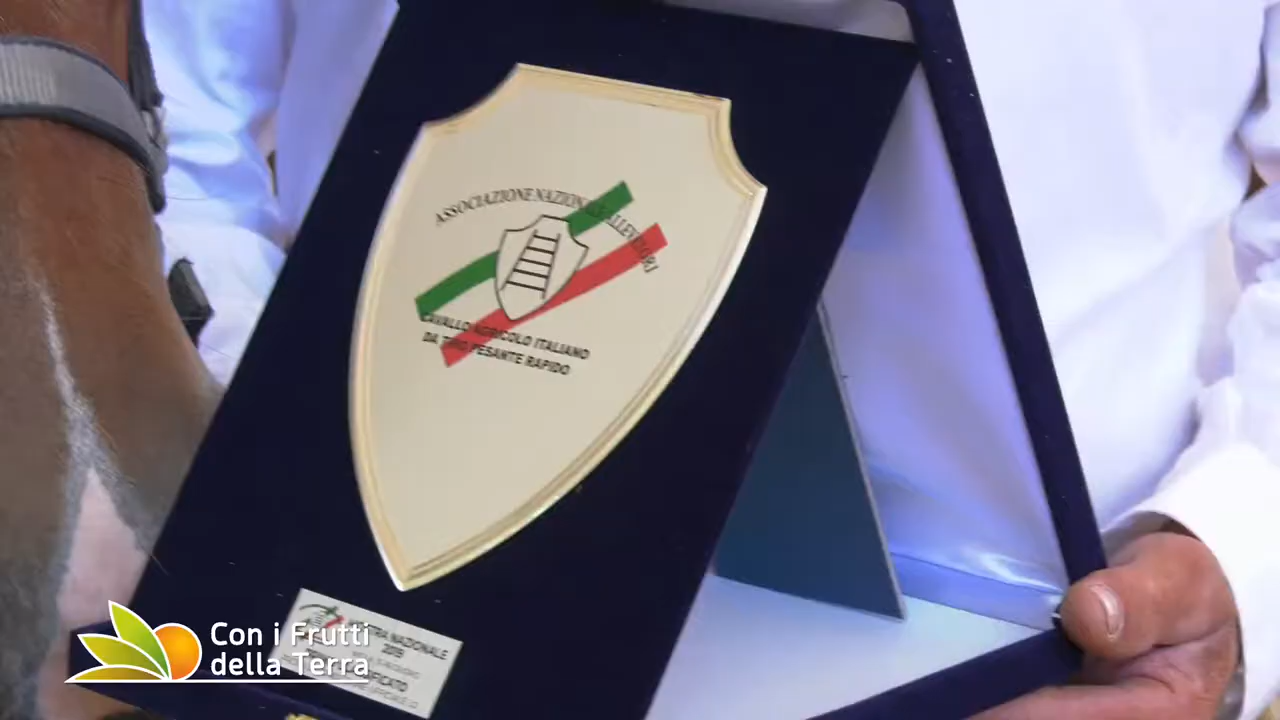 ASSOCIAZIONE NAZIONALE ALLEVATORI
CAVALLO AGRICOLO ITALIANO
DA TIRO PESANTE RAPIDO
NAZIONALE
2019
Con i Frutti
della Terra